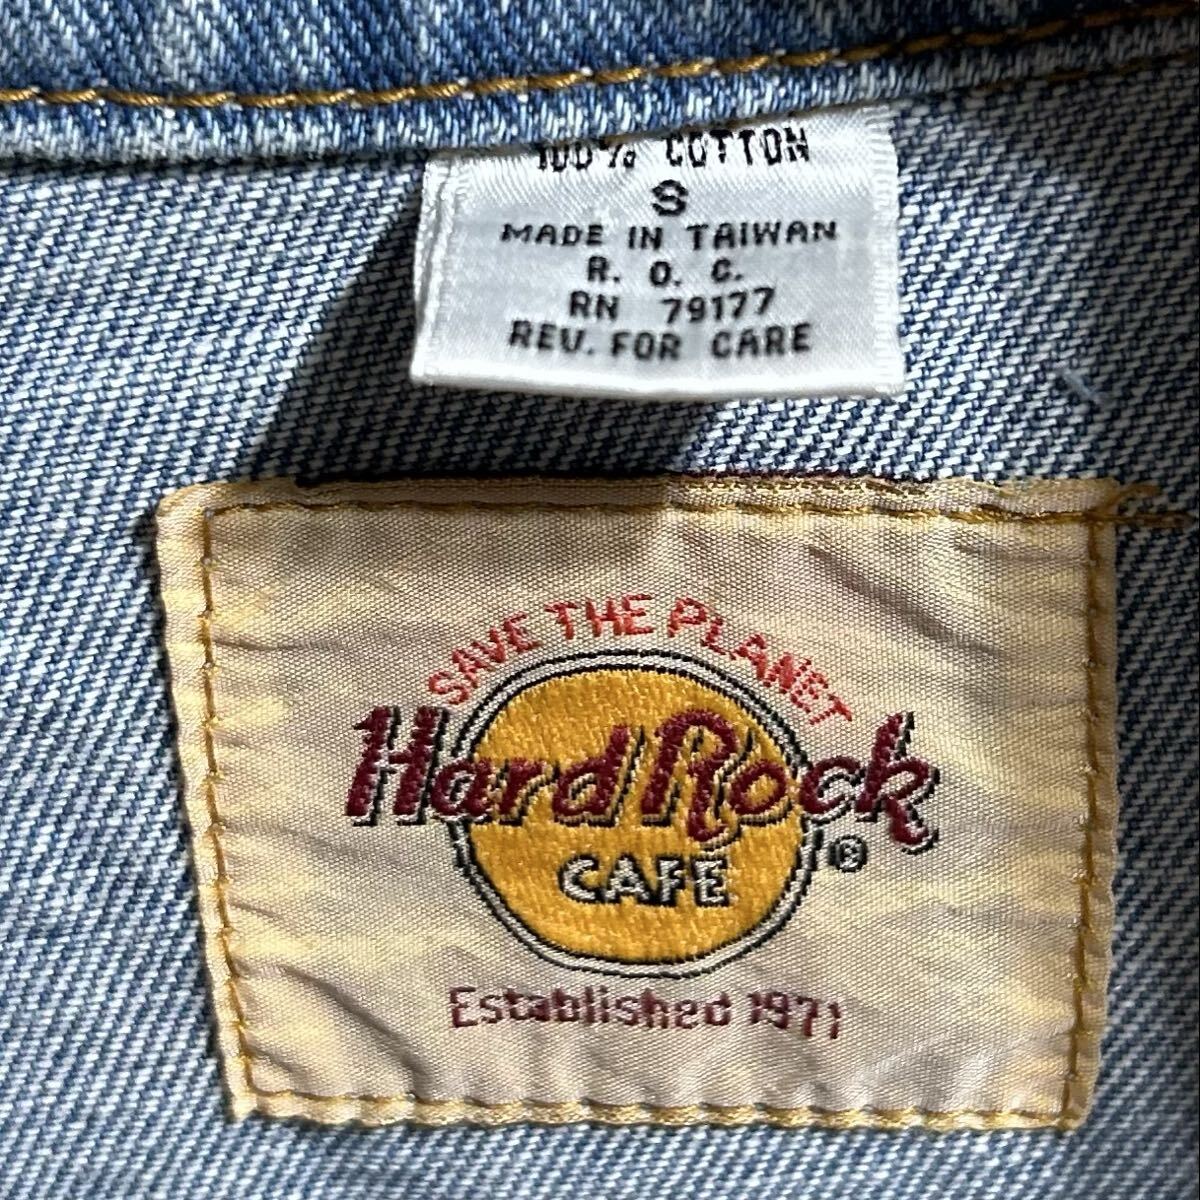 100% COTTON
S
MADE IN TAIWAN
R. O. C.
RN 79177
REV. FOR CARE
SAVE THE PLANET
Hard Rock
CAFE ®
Established 1971